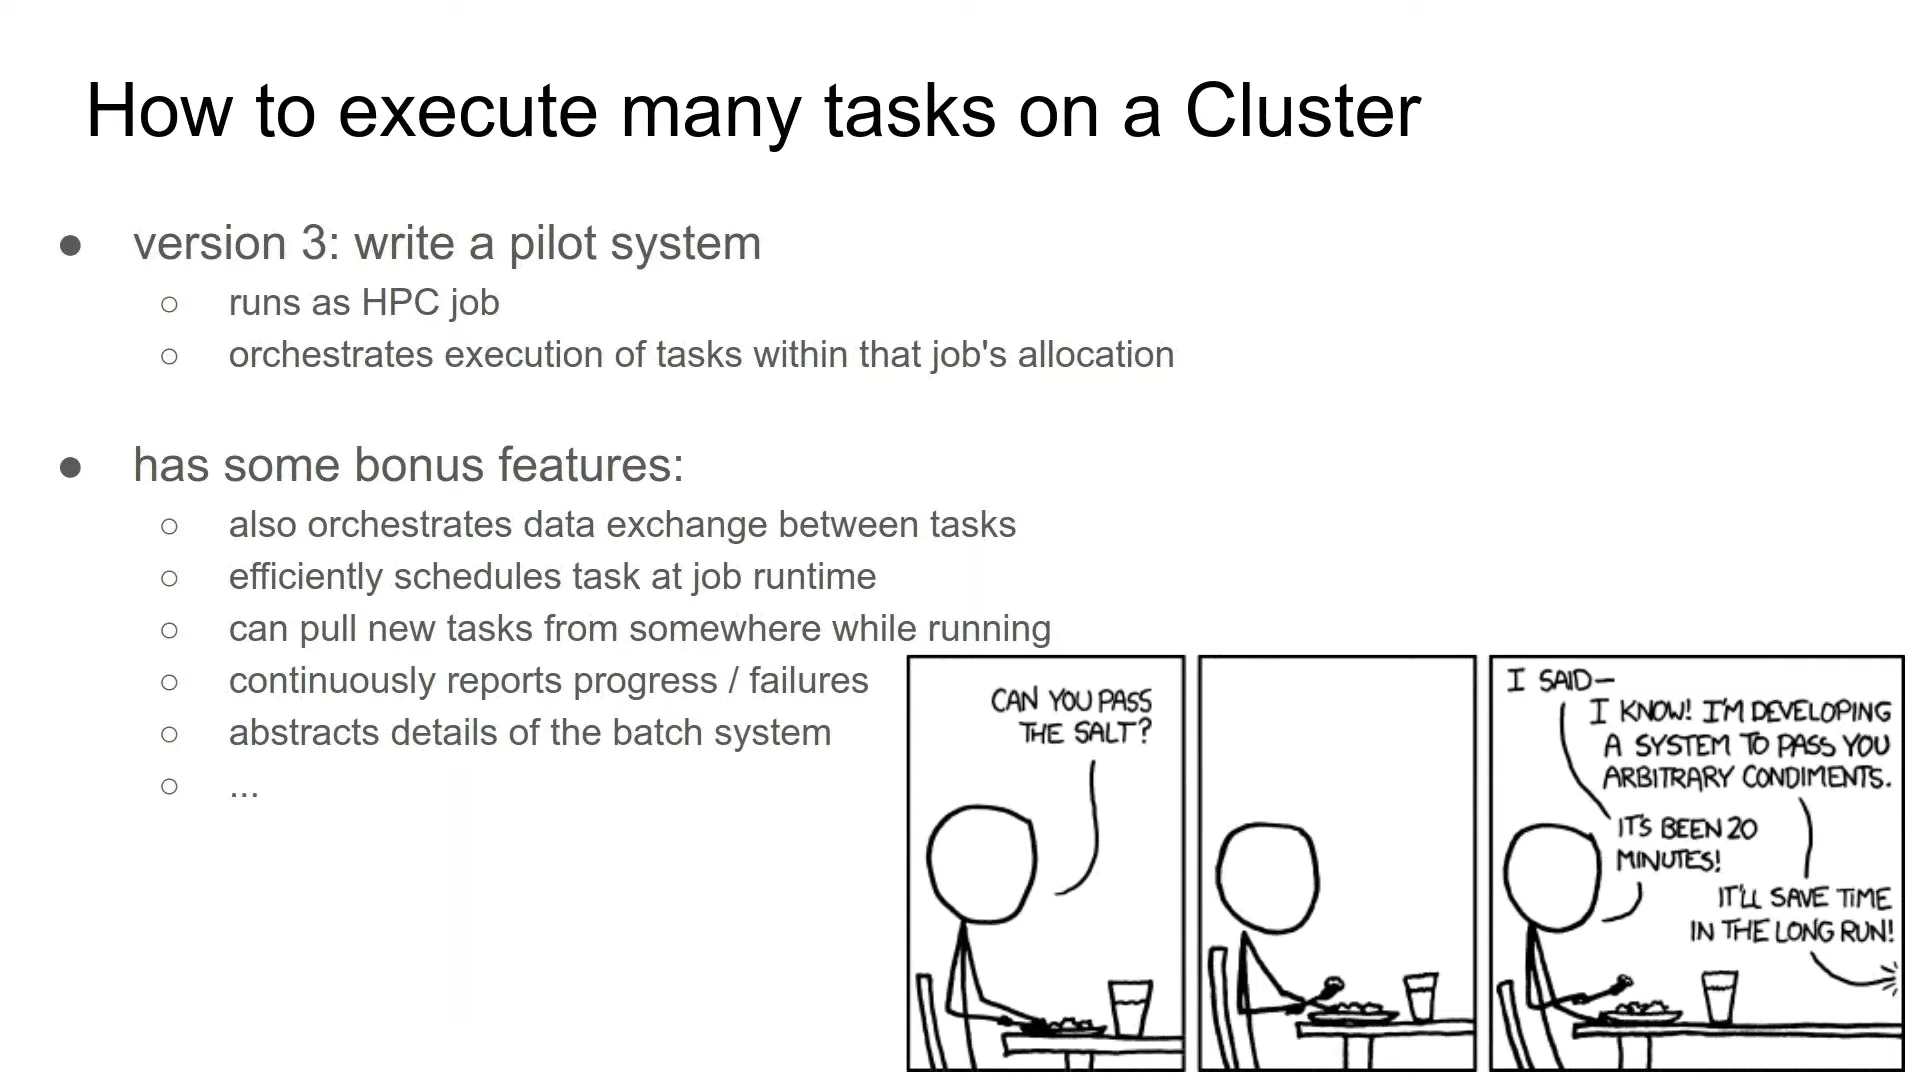 How to execute many tasks on a Cluster
● version 3: write a pilot system
○ runs as HPC job
○ orchestrates execution of tasks within that job's allocation
● has some bonus features:
○ also orchestrates data exchange between tasks
○ efficiently schedules task at job runtime
○ can pull new tasks from somewhere while running
○ continuously reports progress / failures
○ abstracts details of the batch system
○ ...
CAN YOU PASS
THE SALT?
I SAID—
I KNOW! I'M DEVELOPING
A SYSTEM TO PASS YOU
ARBITRARY CONDIMENTS.
IT'S BEEN 20
MINUTES!
IT'LL SAVE TIME
IN THE LONG RUN!